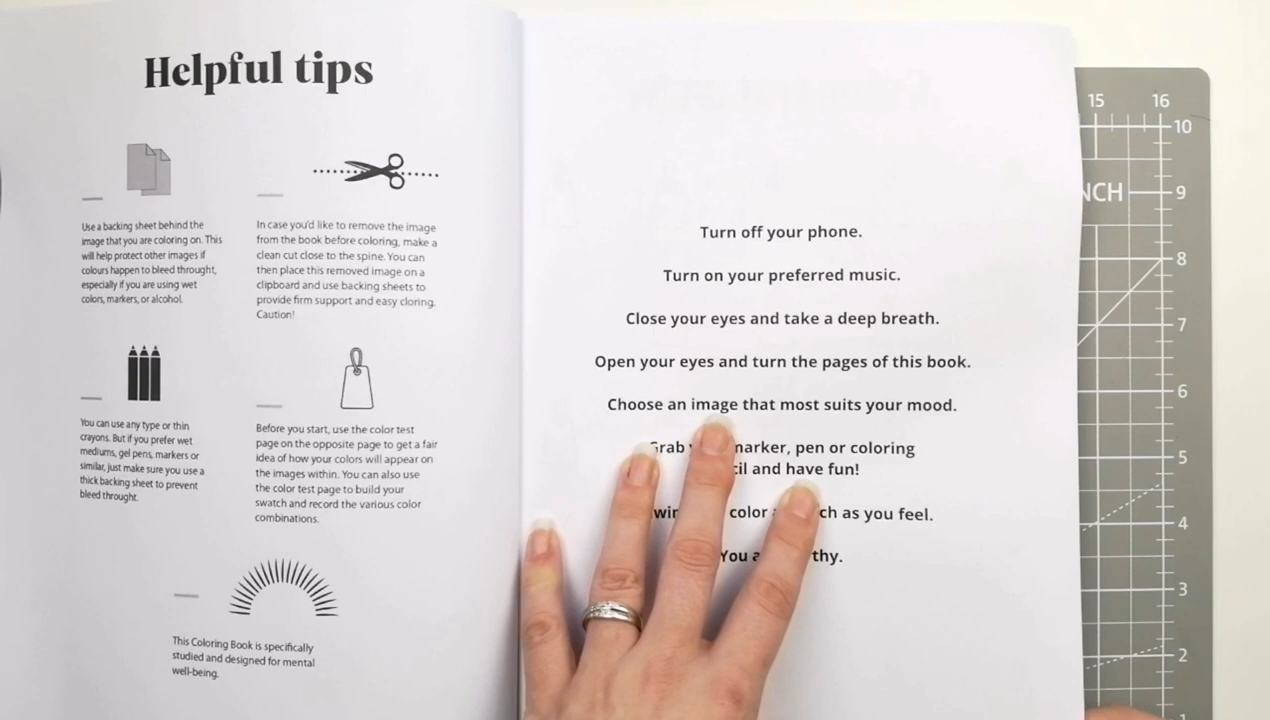 Helpful tips
Use a backing sheet behind the
image that you are coloring on. This
will help protect other images if
colours happen to bleed throught,
especially if you are using wet
colors, markers, or alcohol.
In case you'd like to remove the image
from the book before coloring, make a
clean cut close to the spine. You can
then place this removed image on a
clipboard and use backing sheets to
provide firm support and easy cloring.
Caution!
You can use any type or thin
crayons. But if you prefer wet
mediums, gel pens, markers or
similar, just make sure you use a
thick backing sheet to prevent
bleed throught.
Before you start, use the color test
page on the opposite page to get a fair
idea of how your colors will appear on
the images within. You can also use
the color test page to build your
swatch and record the various color
combinations.
This Coloring Book is specifically
studied and designed for mental
well-being.
Turn off your phone.
Turn on your preferred music.
Close your eyes and take a deep breath.
Open your eyes and turn the pages of this book.
Choose an image that most suits your mood.
Grab marker, pen or coloring
and have fun!
color as you feel.
You
15 16
10
9
8
7
6
5
4
3
2